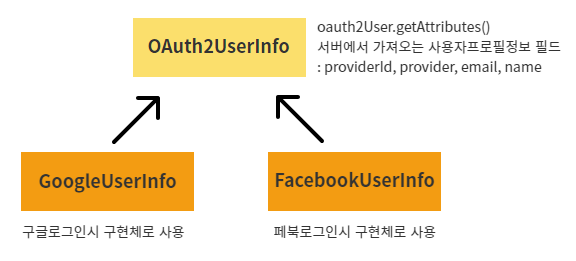 OAuth2UserInfo
oauth2User.getAttributes()
서버에서 가져오는 사용자프로필정보 필드
: providerId, provider, email, name
GoogleUserInfo
FacebookUserInfo
구글로그인시 구현체로 사용
페북로그인시 구현체로 사용